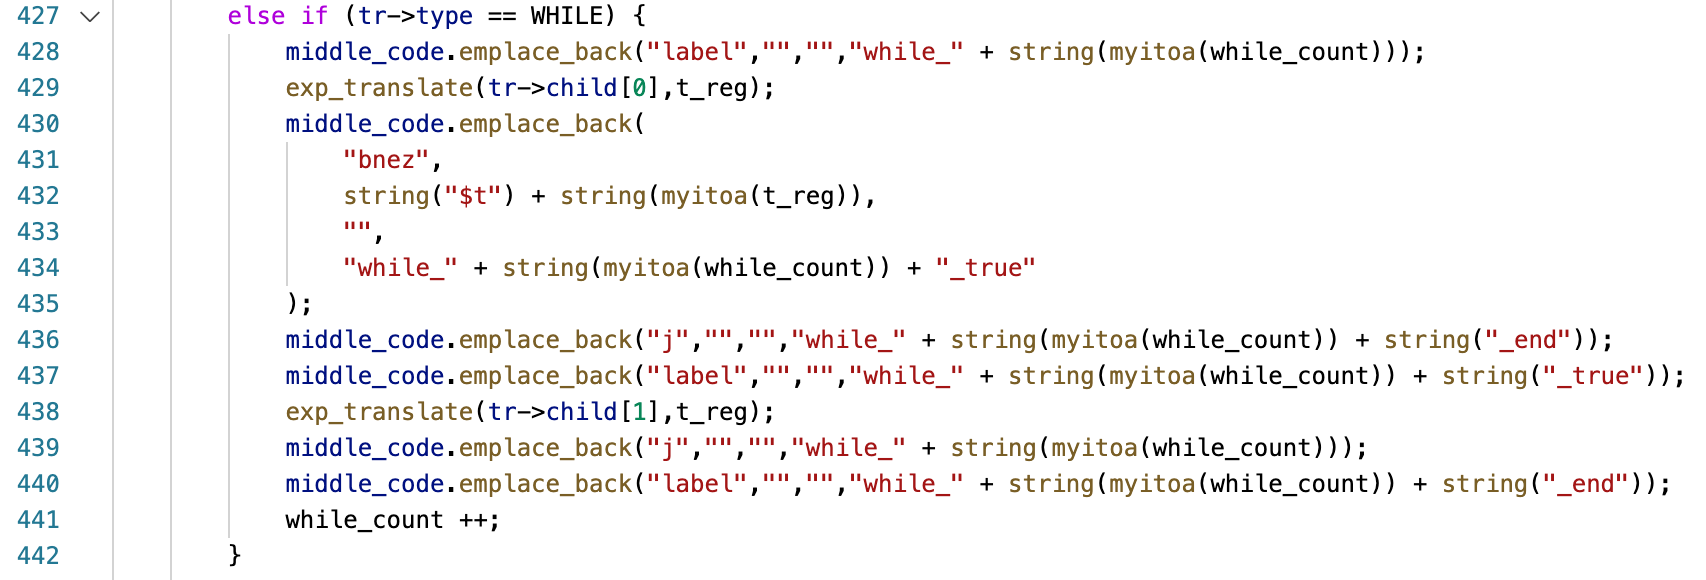 427 else if (tr->type == WHILE) {
428 middle_code.emplace_back("label","","","while_" + string(myitoa(while_count)));
429 exp_translate(tr->child[0],t_reg);
430 middle_code.emplace_back(
431 "bnez",
432 string("$t") + string(myitoa(t_reg)),
433 "",
434 "while_" + string(myitoa(while_count)) + "_true"
435 );
436 middle_code.emplace_back("j","","","while_" + string(myitoa(while_count)) + string("_end"));
437 middle_code.emplace_back("label","","","while_" + string(myitoa(while_count)) + string("_true"));
438 exp_translate(tr->child[1],t_reg);
439 middle_code.emplace_back("j","","","while_" + string(myitoa(while_count)));
440 middle_code.emplace_back("label","","","while_" + string(myitoa(while_count)) + string("_end"));
441 while_count ++;
442 }